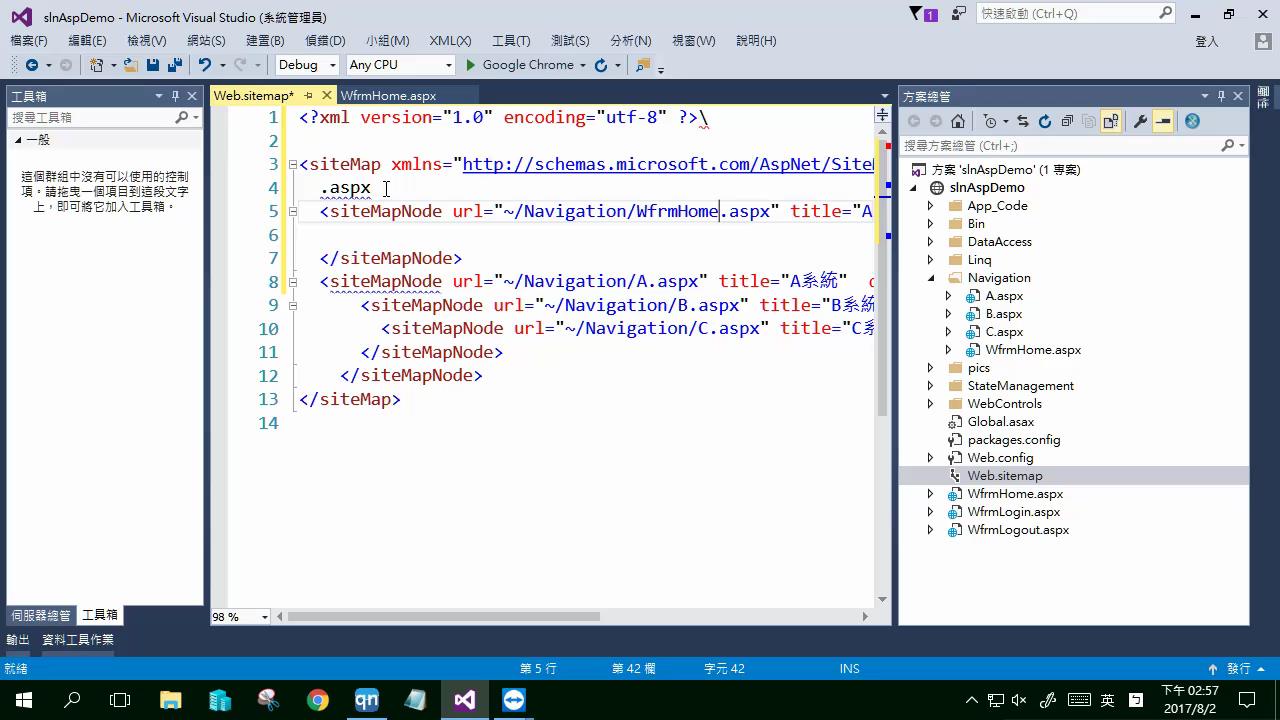 slnAspDemo - Microsoft Visual Studio (系統管理員)
1
快速啟動 (Ctrl+Q)
檔案(F) 編輯(E) 檢視(V) 網站(S) 建置(B) 偵錯(D) 小組(M) XML(X) 工具(T) 測試(S) 分析(N) 視窗(W) 說明(H)
登入
Debug Any CPU Google Chrome
工具箱
搜尋工具箱
一般
這個群組中沒有可以使用的控制
項。請拖曳一個項目到這段文字
上，即可將它加入工具箱。
伺服器總管 工具箱
Web.sitemap* WfrmHome.aspx
1 <?xml version="1.0" encoding="utf-8" ?>\
2
3 <siteMap xmlns="http://schemas.microsoft.com/AspNet/Site
4 .aspx
5 <siteMapNode url="~/Navigation/WfrmHome.aspx" title="A
6
7 </siteMapNode>
8 <siteMapNode url="~/Navigation/A.aspx" title="A系統" d
9 <siteMapNode url="~/Navigation/B.aspx" title="B系統
10 <siteMapNode url="~/Navigation/C.aspx" title="C系
11 </siteMapNode>
12 </siteMapNode>
13 </siteMap>
14
98 %
方案總管
搜尋方案總管 (Ctrl+;)
方案 'slnAspDemo' (1 專案)
slnAspDemo
App_Code
Bin
DataAccess
Linq
Navigation
A.aspx
B.aspx
C.aspx
WfrmHome.aspx
pics
StateManagement
WebControls
Global.asax
packages.config
Web.config
Web.sitemap
WfrmHome.aspx
WfrmLogin.aspx
WfrmLogout.aspx
輸出 資料工具作業
就緒 第 5 行 第 42 欄 字元 42 INS 發行
qn
英
下午 02:57
2017/8/2